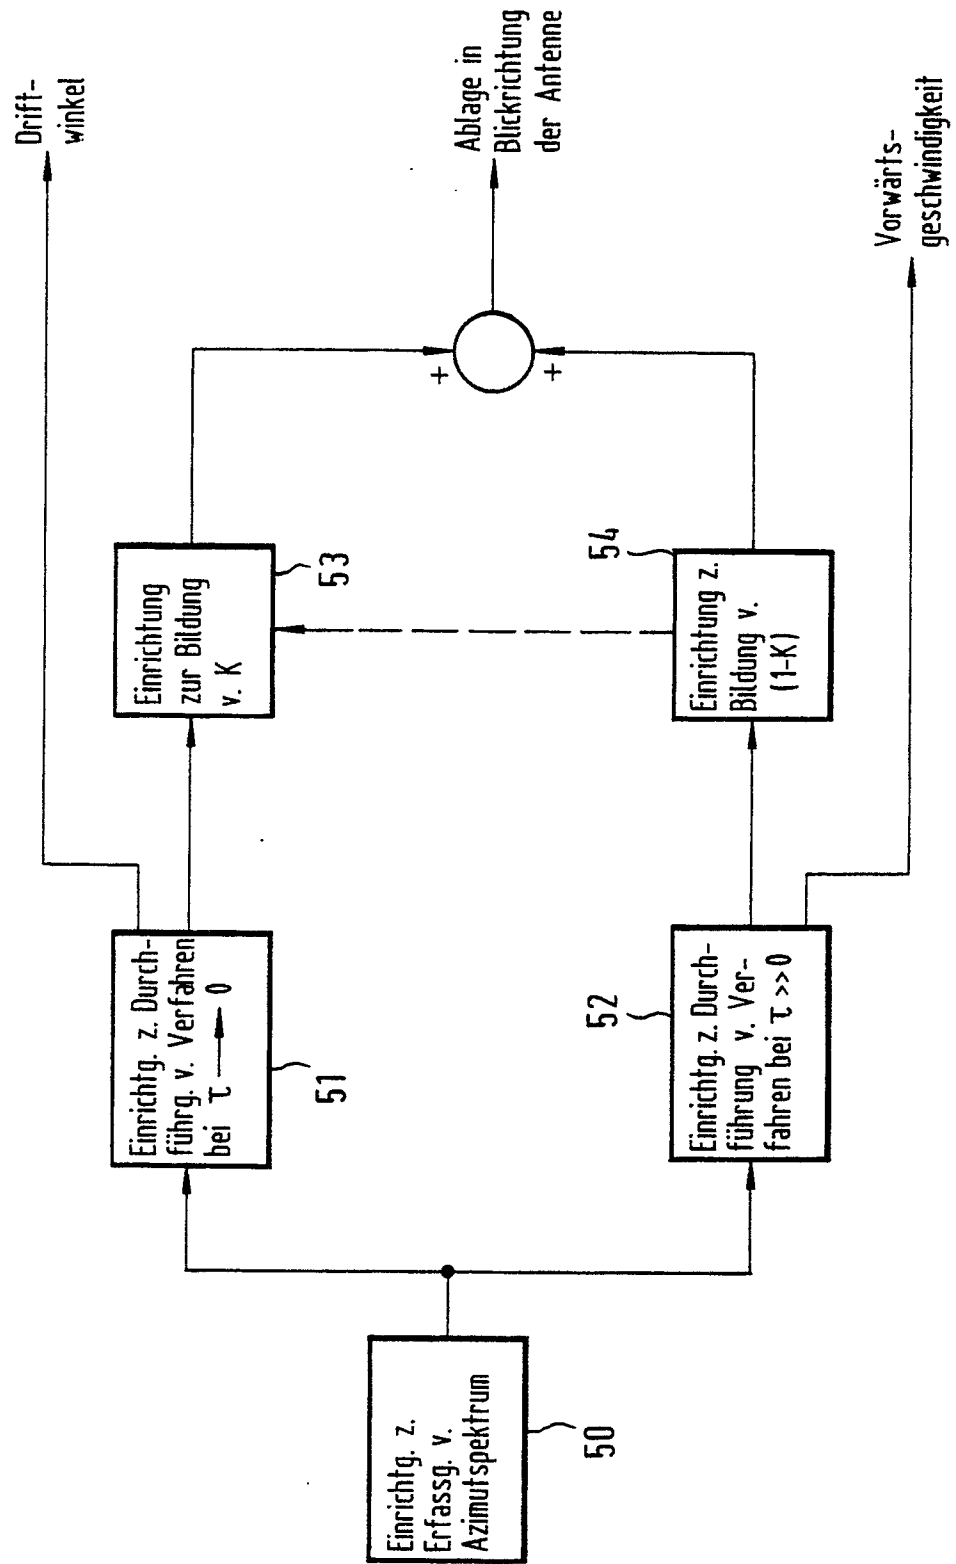 Einrichtg. z.
Erfassg. v.
Azimutspektrum
50
Einrichtg. z. Durch-
führg. v. Verfahren
bei τ → 0
51
Einrichtg. z. Durch-
führung v. Ver-
fahren bei τ >> 0
52
Einrichtung
zur Bildung
v. K
53
Einrichtung z.
Bildung v.
(1-K)
54
+
+
Drift-
winkel
Ablage in
Blickrichtung
der Antenne
Vorwärts-
geschwindigkeit